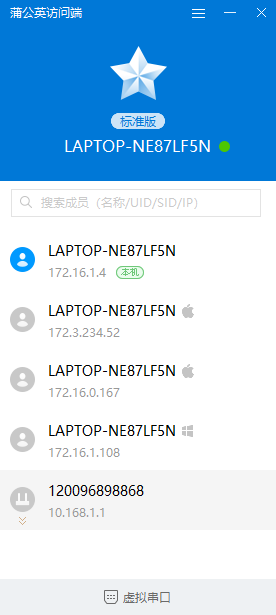 蒲公英访问端
标准版
LAPTOP-NE87LF5N
搜索成员（名称/UID/SID/IP）
LAPTOP-NE87LF5N
172.16.1.4 本机
LAPTOP-NE87LF5N
172.3.234.52
LAPTOP-NE87LF5N
172.16.0.167
LAPTOP-NE87LF5N
172.16.1.108
120096898868
10.168.1.1
虚拟串口